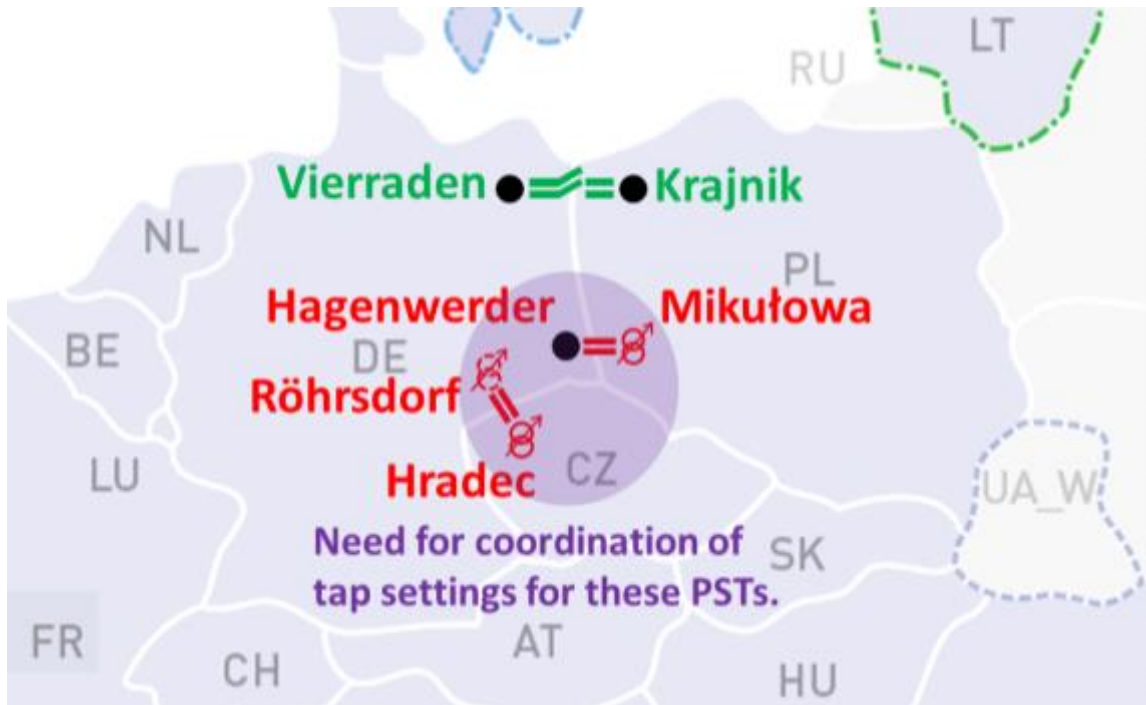 LT
RU
Vierraden
Krajnik
NL
PL
Hagenwerder
Mikułowa
BE
DE
Röhrsdorf
LU
Hradec
CZ
UA_W
Need for coordination of
tap settings for these PSTs.
SK
FR
CH
AT
HU